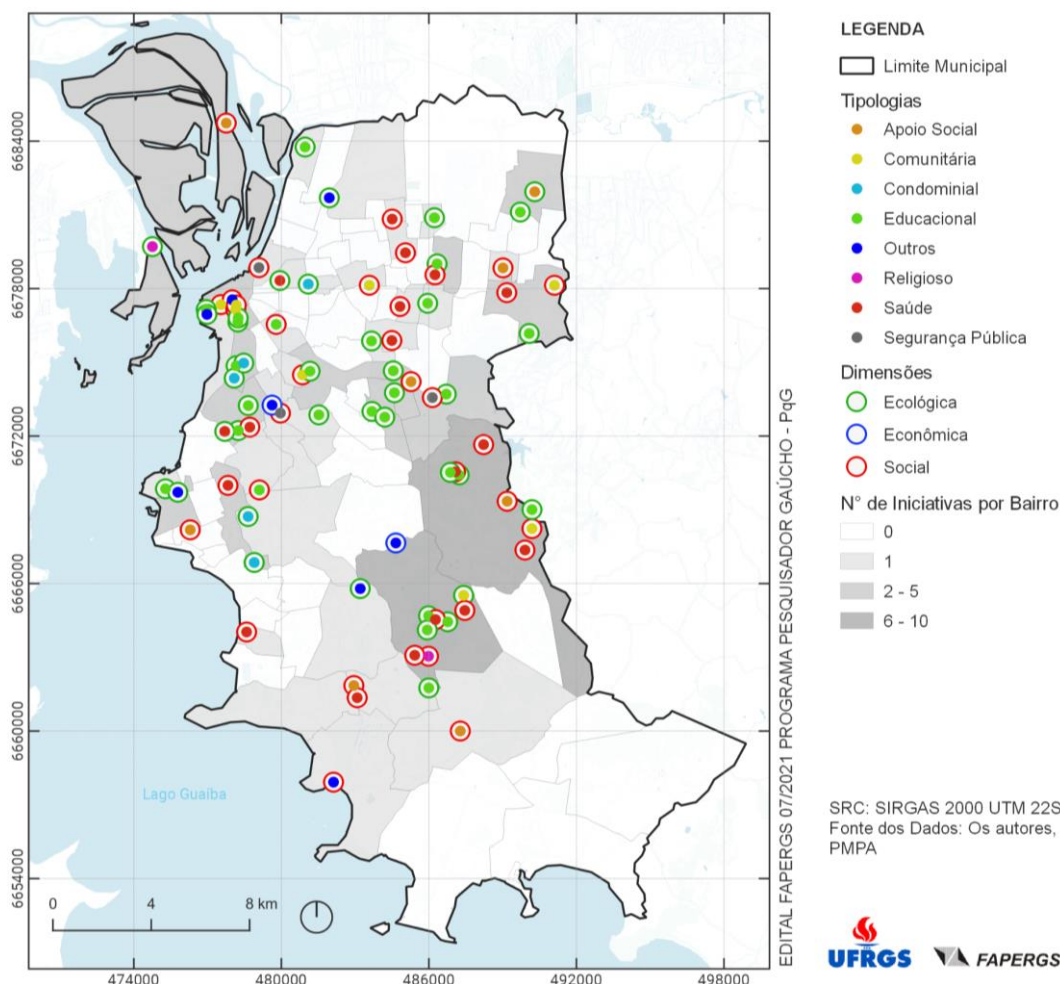 LEGENDA
Limite Municipal
Tipologias
Apoio Social
Comunitária
Condominial
Educacional
Outros
Religioso
Saúde
Segurança Pública
Dimensões
Ecológica
Econômica
Social
N° de Iniciativas por Bairro
0
1
2 - 5
6 - 10
SRC: SIRGAS 2000 UTM 22S
Fonte dos Dados: Os autores,
PMPA
UFRGS
FAPERGS
EDITAL FAPERGS 07/2021 PROGRAMA PESQUISADOR GAÚCHO - PqG
6684000
6678000
6672000
6666000
6660000
6654000
Lago Guaíba
0 4 8 km
474000 480000 486000 492000 498000